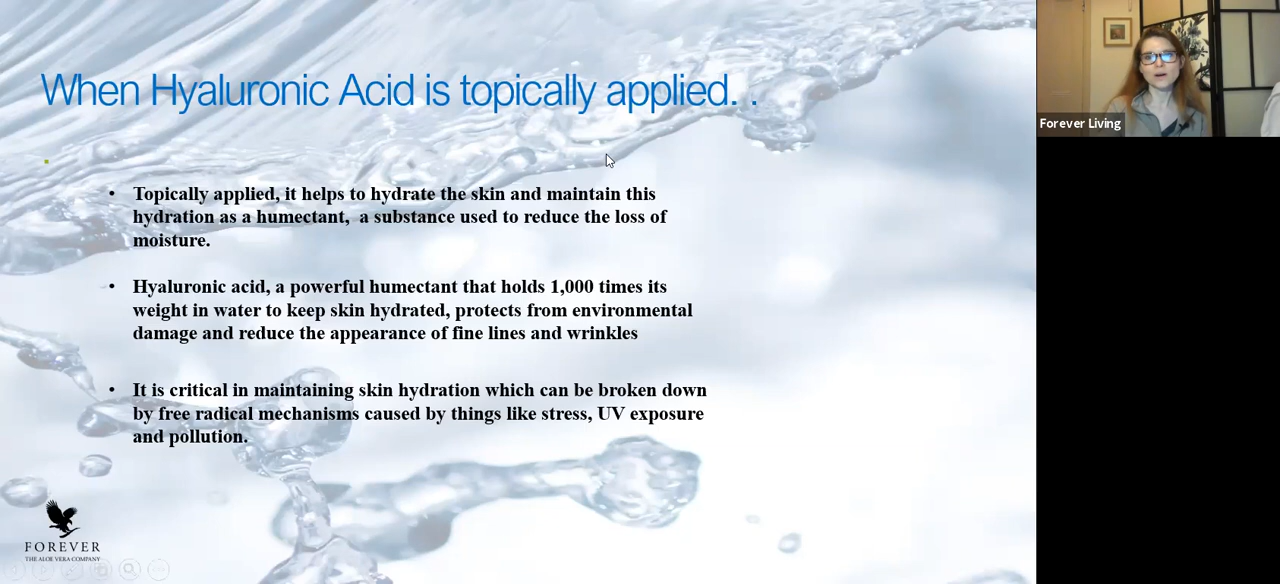 When Hyaluronic Acid is topically applied. .
• Topically applied, it helps to hydrate the skin and maintain this
hydration as a humectant,  a substance used to reduce the loss of
moisture.
• Hyaluronic acid, a powerful humectant that holds 1,000 times its
weight in water to keep skin hydrated, protects from environmental
damage and reduce the appearance of fine lines and wrinkles
• It is critical in maintaining skin hydration which can be broken down
by free radical mechanisms caused by things like stress, UV exposure
and pollution.
FOREVER
THE ALOE VERA COMPANY
Forever Living